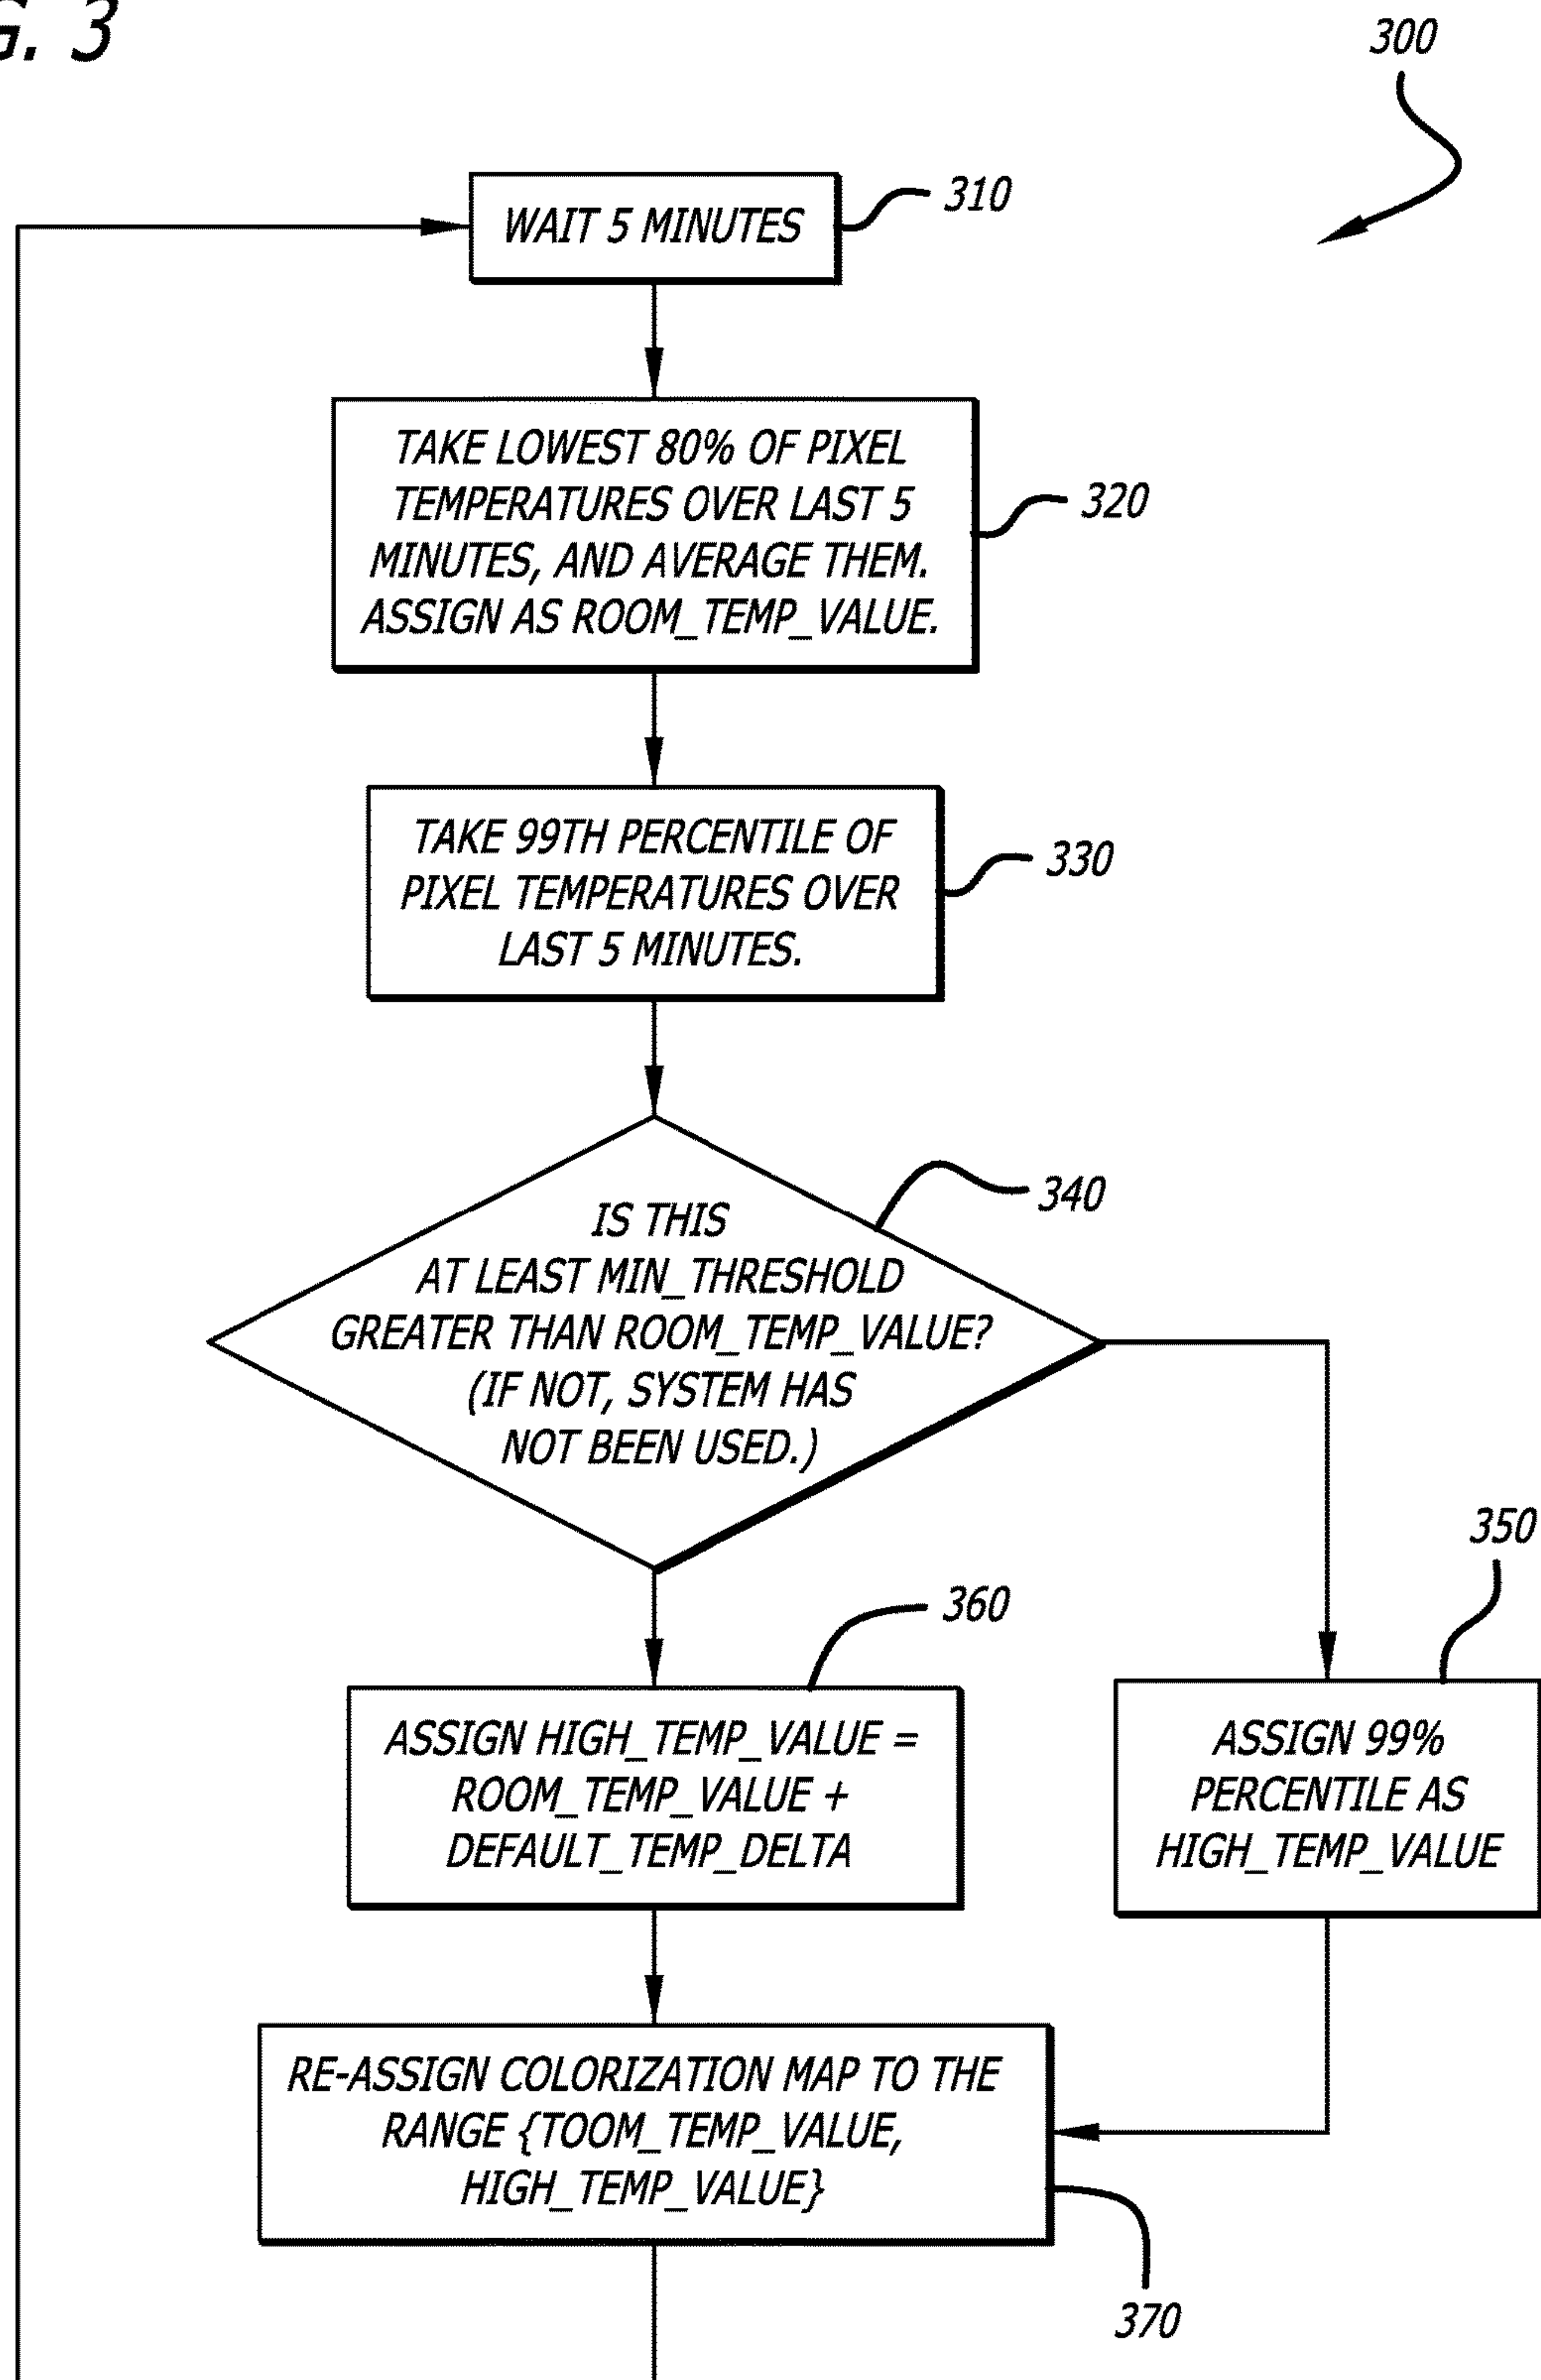 G. 3
300
WAIT 5 MINUTES
310
TAKE LOWEST 80% OF PIXEL
TEMPERATURES OVER LAST 5
MINUTES, AND AVERAGE THEM.
ASSIGN AS ROOM_TEMP_VALUE.
320
TAKE 99TH PERCENTILE OF
PIXEL TEMPERATURES OVER
LAST 5 MINUTES.
330
IS THIS
AT LEAST MIN_THRESHOLD
GREATER THAN ROOM_TEMP_VALUE?
(IF NOT, SYSTEM HAS
NOT BEEN USED.)
340
350
360
ASSIGN HIGH_TEMP_VALUE =
ROOM_TEMP_VALUE +
DEFAULT_TEMP_DELTA
ASSIGN 99%
PERCENTILE AS
HIGH_TEMP_VALUE
RE-ASSIGN COLORIZATION MAP TO THE
RANGE {TOOM_TEMP_VALUE,
HIGH_TEMP_VALUE}
370